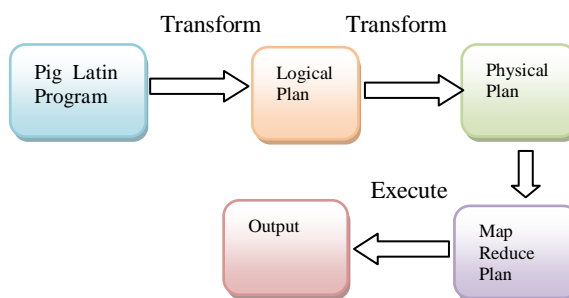 Transform
Transform
Pig Latin
Program
Logical
Plan
Physical
Plan
Execute
Output
Map
Reduce
Plan